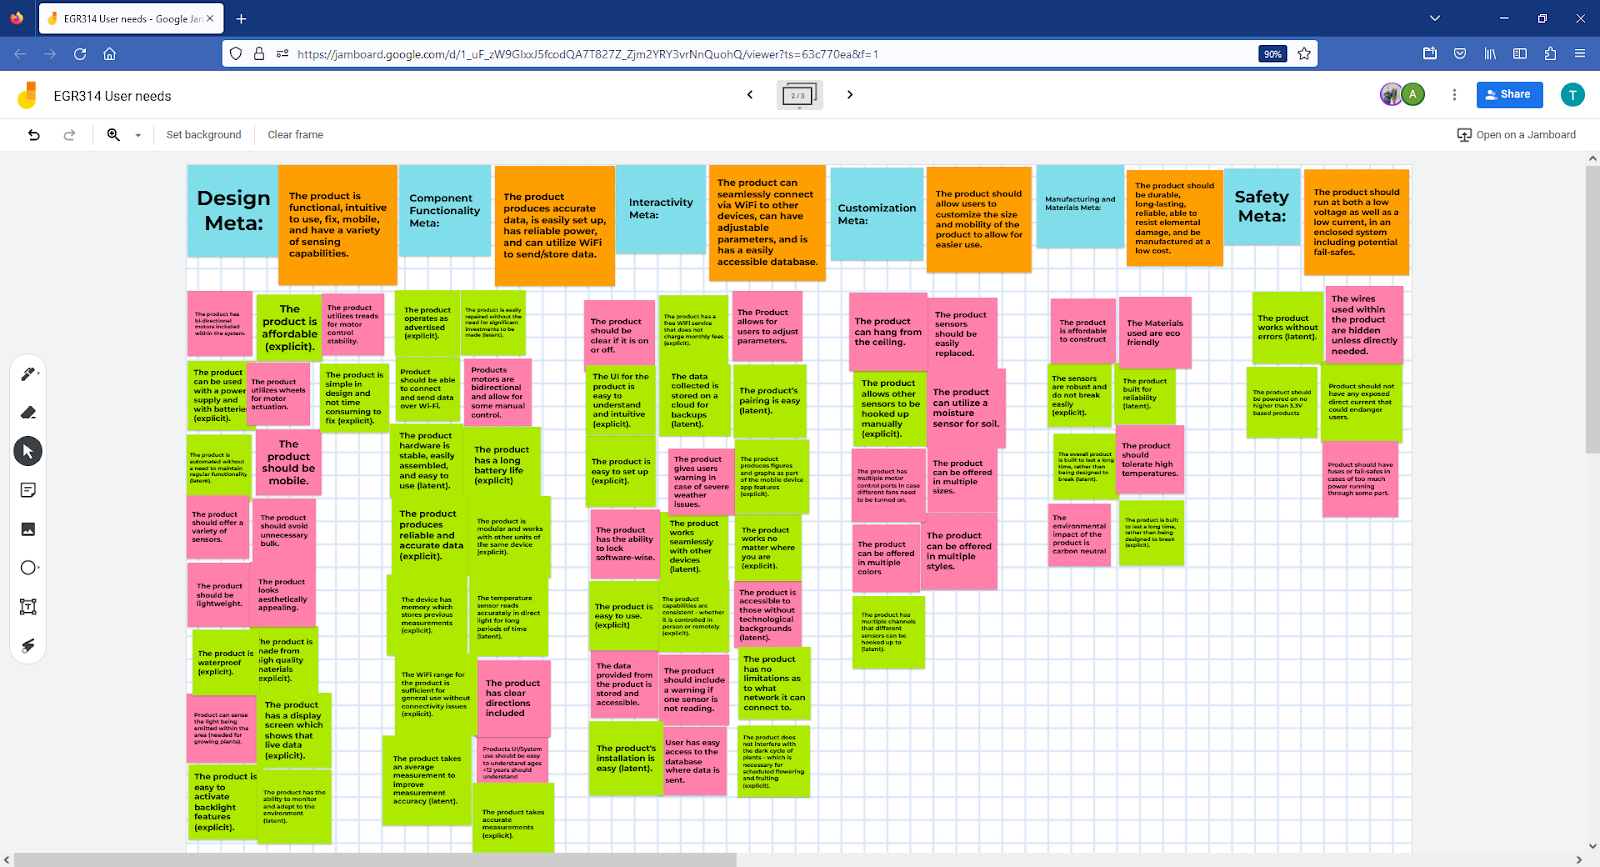 EGR314 User needs - Google Jan
https://jamboard.google.com/d/1_uF_zW9GIxxJ5fcodQA7T827Z_Zjm2YRY3vrNnQuohQ/viewer?ts=63c770ea&f=1
90%
EGR314 User needs
2 / 3
A
Share
T
Set background
Clear frame
Open on a Jamboard
Design
Meta:
The product is
functional, intuitive
to use, fix, mobile,
and have a variety
of sensing
capabilities.
Component
Functionality
Meta:
The product
produces accurate
data, is easily set up,
has reliable power,
and can utilize WiFi
to send/store data.
Interactivity
Meta:
The product can
seamlessly connect
via WiFi to other
devices, can have
adjustable
parameters, and is
has a easily
accessible database.
Customization
Meta:
The product should
allow users to
customize the size
and mobility of the
product to allow for
easier use.
Manufacturing and
Materials Meta:
The product should
be durable,
long-lasting,
reliable, able to
resist elemental
damage, and be
manufactured at a
low cost.
Safety
Meta:
The product should
run at both a low
voltage as well as a
low current, in an
enclosed system
including potential
fail-safes.
The product has
bi-directional
motors included
within the system.
The
product is
affordable
(explicit).
The product
utilizes treads
for motor
control
stability.
The product
can be used
with a power
supply and
with batterie
(explicit).
The product
utilizes wheels
for motor
actuation.
The product is
simple in
design and
not time
consuming to
fix (explicit).
The product is
automated without
a need to maintain
regular functionality
(latent).
The
product
should be
mobile.
The product
should offer a
variety of
sensors.
The product
should avoid
unnecessary
bulk.
The product
should be
lightweight.
The product
looks
aesthetically
appealing.
The product is
waterproof
(explicit).
he product is
made from
igh quality
naterials
explicit).
Product can sense
the light being
emitted within the
area (needed for
growing plants).
The product
has a display
screen which
shows that
live data
(explicit).
The product is
easy to
activate
backlight
features
(explicit).
The product has the
ability to monitor
and adapt to the
environment
(latent).
The product
operates as
advertised
(explicit).
The product is easily
repaired without the
need for significant
investments to be
made (latent).
Product
should be able
to connect
and send data
over Wi-Fi.
Products
motors are
bidirectional
and allow for
some manual
control.
The product
hardware is
stable, easily
assembled,
and easy to
use (latent).
The product
has a long
battery life
(explicit)
The product
produces
reliable and
accurate data
(explicit).
The product is
modular and works
with other units of
the same device
(explicit).
The device has
memory which
stores previous
measurements
(explicit).
The temperature
sensor reads
accurately in direct
light for long
periods of time
(latent).
The WiFi range for
the product is
sufficient for
general use without
connectivity issues
(explicit).
The product
has clear
directions
included
The product takes
an average
measurement to
improve
measurement
accuracy (latent).
Products UI/System
use should be easy
to understand ages
+12 years should
understand
The product takes
accurate
measurements
(explicit).
The product
should be
clear if it is on
or off.
The product has a
free WIFI service
that does not
charge monthly fees
(explicit).
The Product
allows for
users to adjust
parameters.
The UI for the
product is
easy to
understand
and intuitive
(explicit).
The data
collected is
stored on a
cloud for
backups
(latent).
The product's
pairing is easy
(latent).
The product is
easy to set up
(explicit).
The product
gives users
warning in
case of severe
weather
issues.
The product
produces figures
and graphs as part
of the mobile device
app features
(explicit).
The product
has the ability
to lock
software-wise.
The product
works
seamlessly
with other
devices
(latent).
The product
works no
matter where
you are
(explicit).
The product is
easy to use.
(explicit)
The product
capabilities are
consistent - whether
it is controlled in
person or remotely
(explicit).
The product is
accessible to
those without
technological
backgrounds
(latent).
The data
provided from
the product is
stored and
accessible.
The product
should include
a warning if
one sensor is
not reading.
The product
has no
limitations as
to what
network it can
connect to.
The product's
installation is
easy (latent).
User has easy
access to the
database
where data is
sent.
The product does
not interfere with
the dark cycle of
plants - which is
necessary for
scheduled flowering
and fruiting
(explicit).
The product
can hang from
the ceiling.
The product
sensors
should be
easily
replaced.
The product
allows other
sensors to be
hooked up
manually
(explicit).
The product
can utilize a
moisture
sensor for soil.
The product has
multiple motor
control ports in case
different fans need
to be turned on.
The product
can be offered
in multiple
sizes.
The product
can be offered
in multiple
colors
The product
can be offered
in multiple
styles.
The product has
multiple channels
that different
sensors can be
hooked up to
(latent).
The product
is affordable
to construct
The Materials
used are eco
friendly
The sensors
are robust and
do not break
easily
(explicit).
The product
built for
reliability
(latent).
The overall product
is built to last a long
time, rather than
being designed to
break (latent).
The product
should
tolerate high
temperatures.
The
environmental
impact of the
product is
carbon neutral
The product is built
to last a long time,
rather than being
designed to break
(explicit).
The product
works without
errors (latent).
The wires
used within
the product
are hidden
unless directly
needed.
The product should
be powered on no
higher than 3.3V
based products
Product should not
have any exposed
direct current that
could endanger
users.
Product should have
fuses or fail-safes in
cases of too much
power running
through some part.